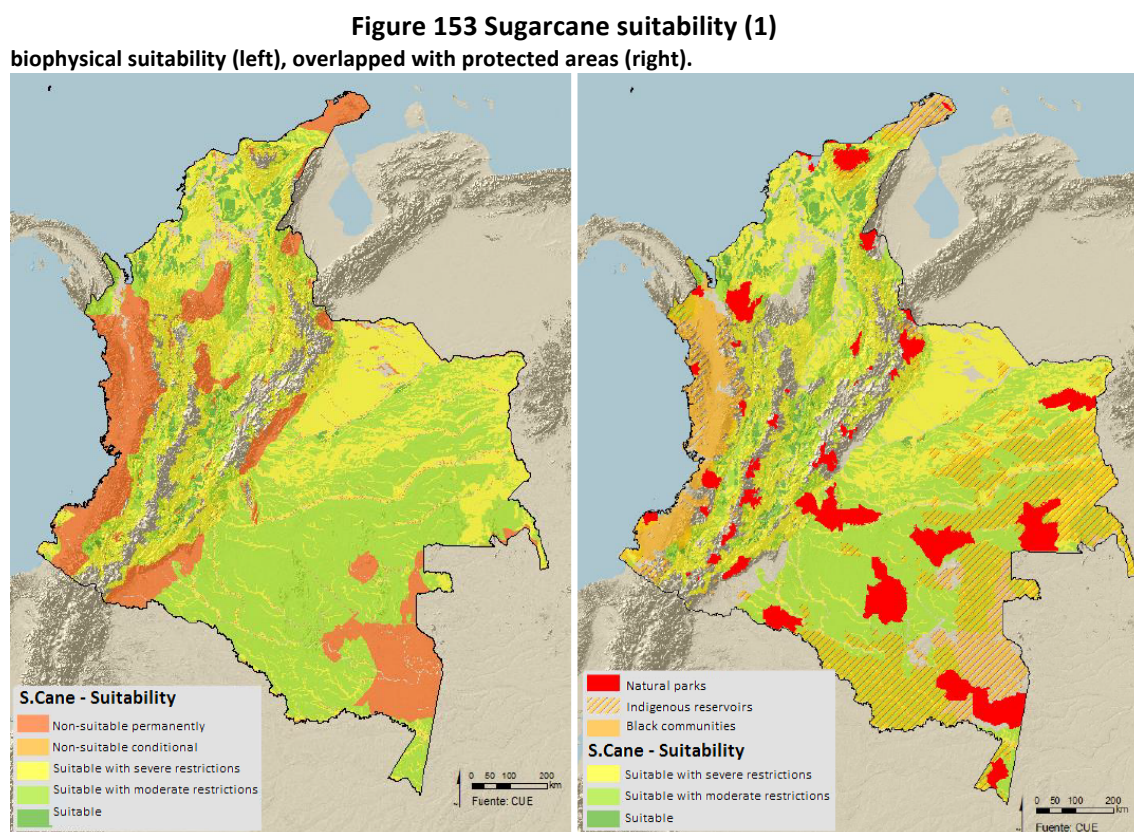 Figure 153 Sugarcane suitability (1)
biophysical suitability (left), overlapped with protected areas (right).
S.Cane - Suitability
Non-suitable permanently
Non-suitable conditional
Suitable with severe restrictions
Suitable with moderate restrictions
Suitable
0 50 100 200
km
Fuente: CUE
Natural parks
Indigenous reservoirs
Black communities
S.Cane - Suitability
Suitable with severe restrictions
Suitable with moderate restrictions
Suitable
0 50 100 200
km
Fuente: CUE